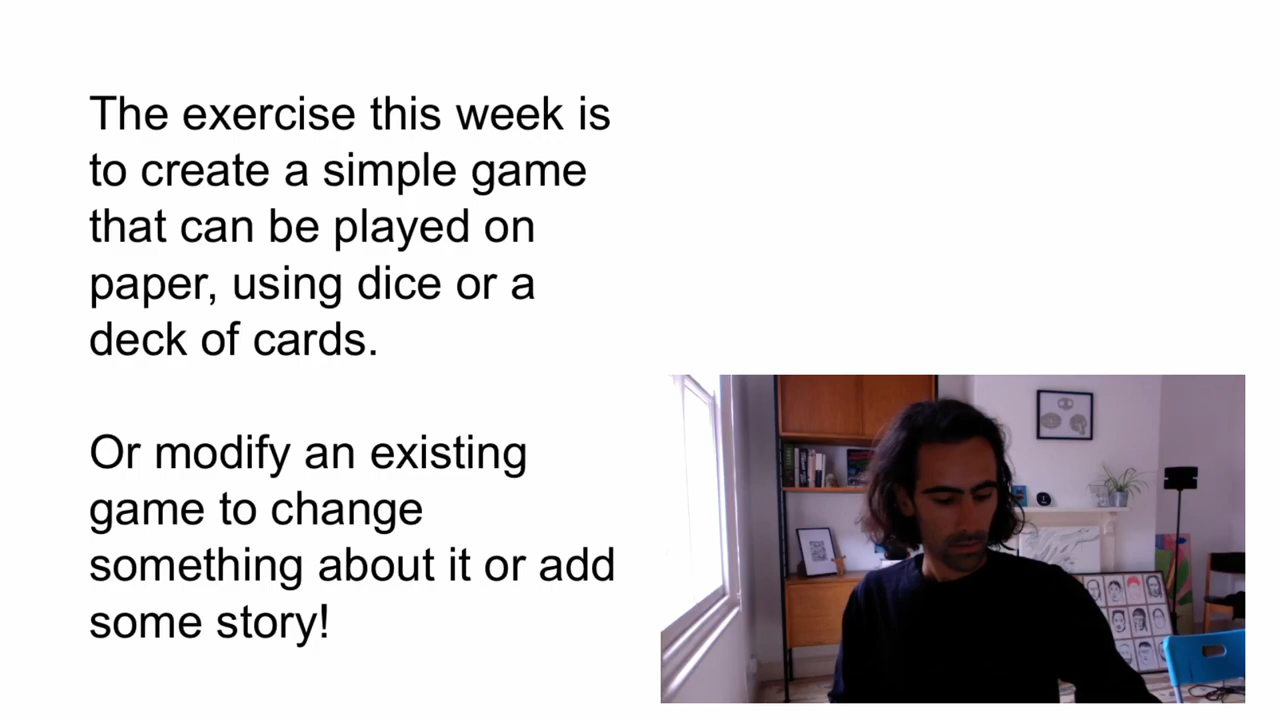 The exercise this week is
to create a simple game
that can be played on
paper, using dice or a
deck of cards.
Or modify an existing
game to change
something about it or add
some story!